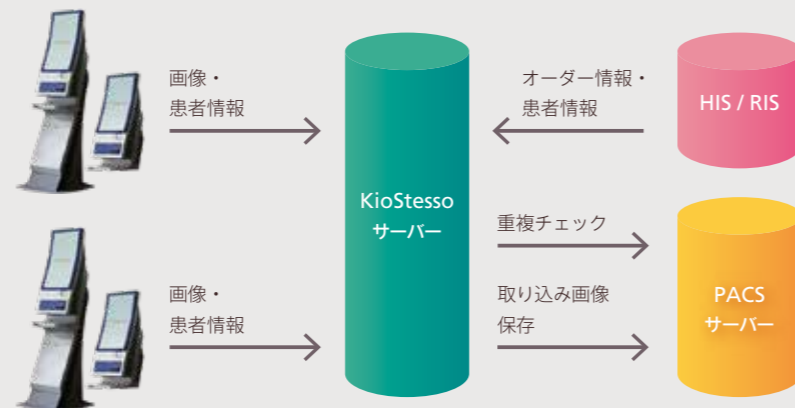 画像・
患者情報
オーダー情報・
患者情報
HIS / RIS
KioStesso
サーバー
重複チェック
画像・
患者情報
取り込み画像
保存
PACS
サーバー